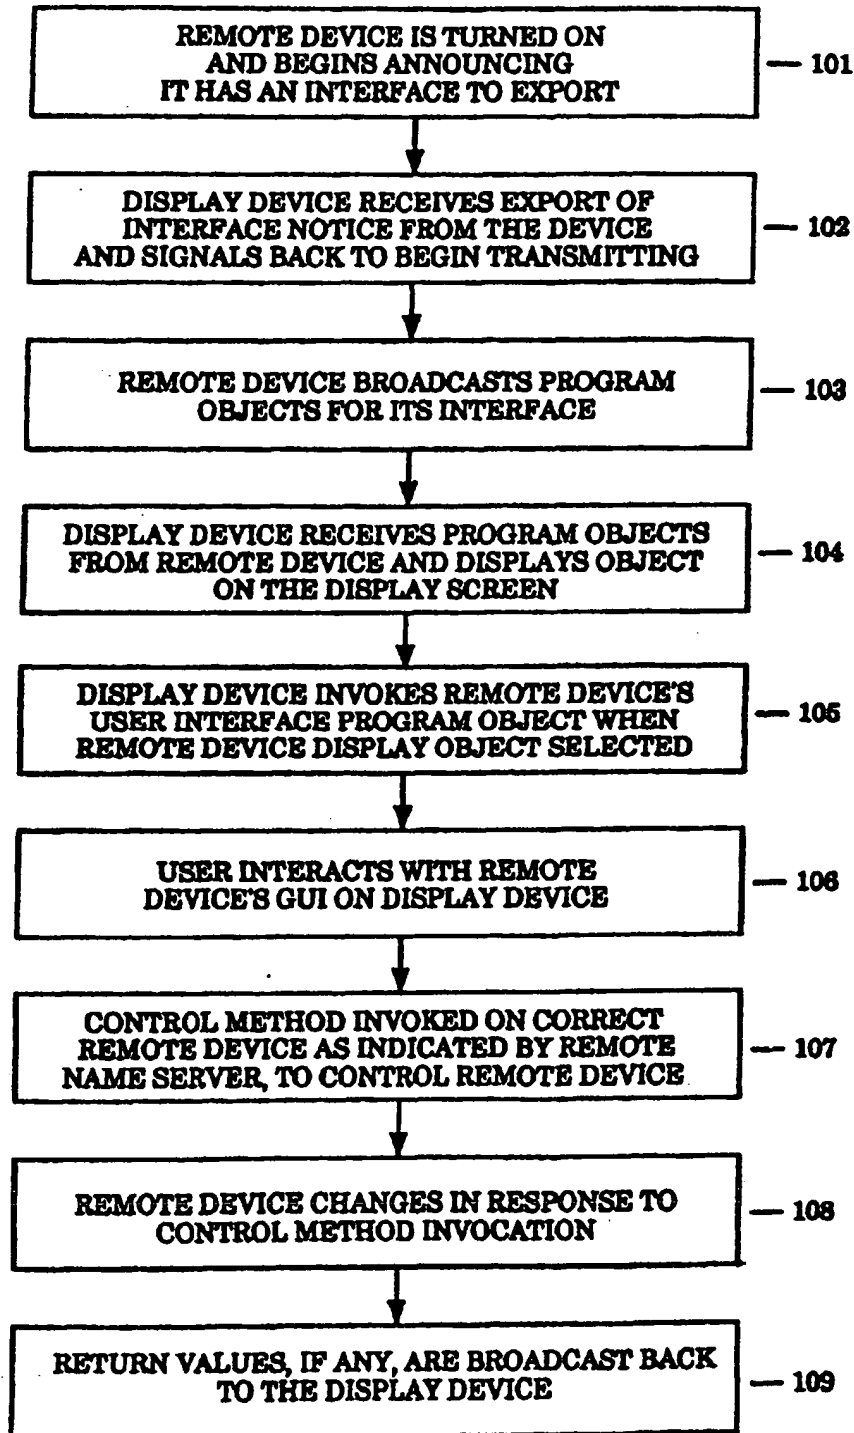 REMOTE DEVICE IS TURNED ON
AND BEGINS ANNOUNCING
IT HAS AN INTERFACE TO EXPORT
101
DISPLAY DEVICE RECEIVES EXPORT OF
INTERFACE NOTICE FROM THE DEVICE
AND SIGNALS BACK TO BEGIN TRANSMITTING
102
REMOTE DEVICE BROADCASTS PROGRAM
OBJECTS FOR ITS INTERFACE
103
DISPLAY DEVICE RECEIVES PROGRAM OBJECTS
FROM REMOTE DEVICE AND DISPLAYS OBJECT
ON THE DISPLAY SCREEN
104
DISPLAY DEVICE INVOKES REMOTE DEVICE'S
USER INTERFACE PROGRAM OBJECT WHEN
REMOTE DEVICE DISPLAY OBJECT SELECTED
105
USER INTERACTS WITH REMOTE
DEVICE'S GUI ON DISPLAY DEVICE
106
CONTROL METHOD INVOKED ON CORRECT
REMOTE DEVICE AS INDICATED BY REMOTE
NAME SERVER, TO CONTROL REMOTE DEVICE
107
REMOTE DEVICE CHANGES IN RESPONSE TO
CONTROL METHOD INVOCATION
108
RETURN VALUES, IF ANY, ARE BROADCAST BACK
TO THE DISPLAY DEVICE
109